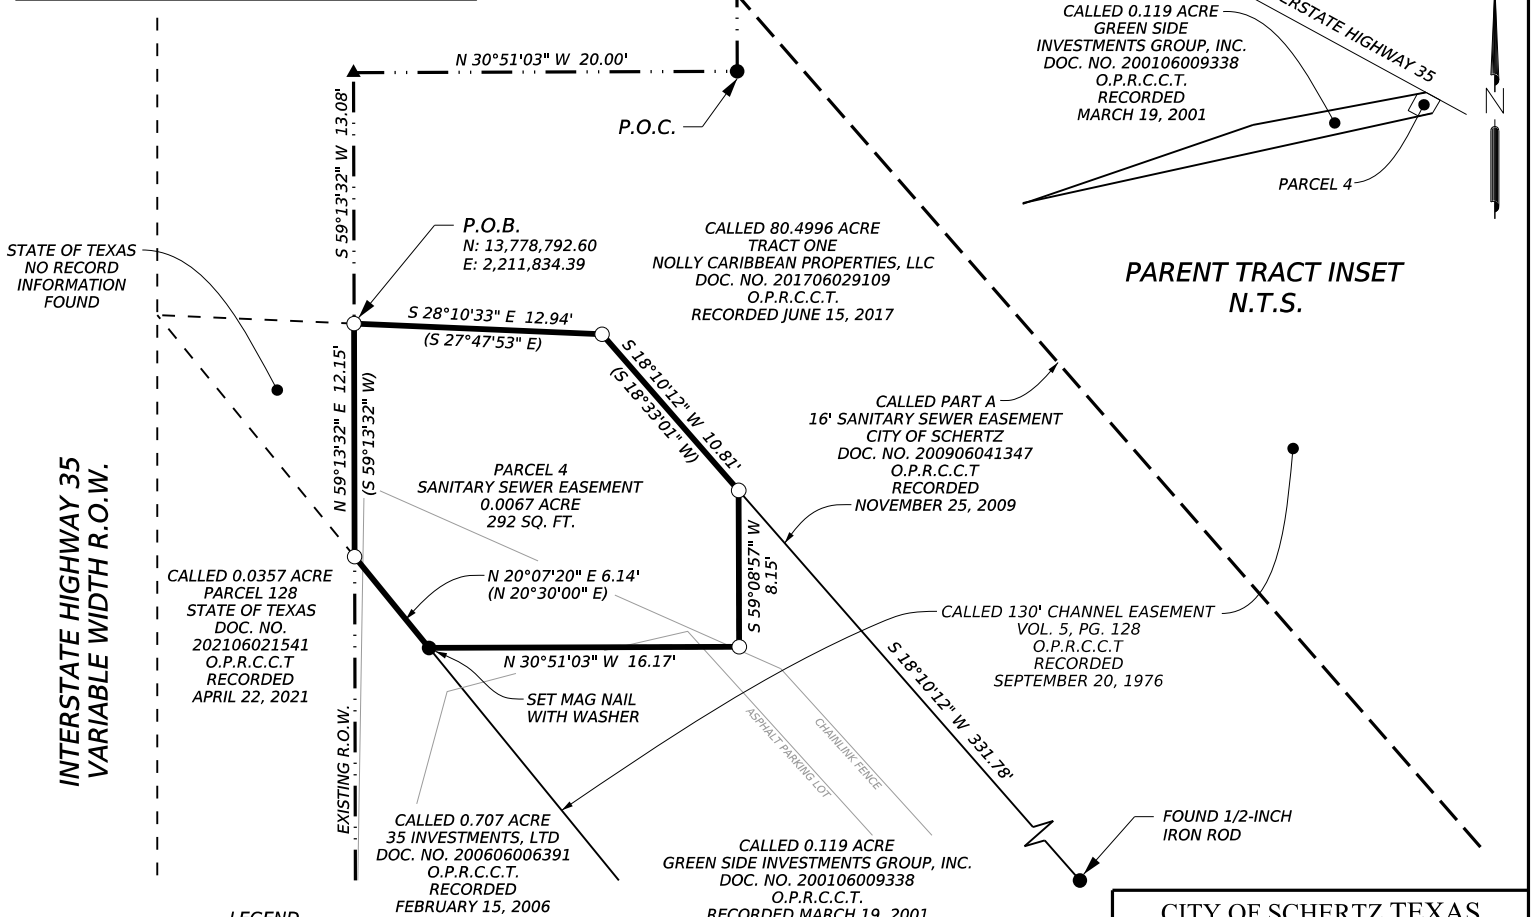 N 30°51'03" W  20.00'
P.O.C.
S 59°13'32" W  13.08'
CALLED 0.119 ACRE
GREEN SIDE
INVESTMENTS GROUP, INC.
DOC. NO. 200106009338
O.P.R.C.C.T.
RECORDED
MARCH 19, 2001
HIGHWAY 35
N
PARCEL 4
PARENT TRACT INSET
N.T.S.
STATE OF TEXAS
NO RECORD
INFORMATION
FOUND
P.O.B.
N: 13,778,792.60
E: 2,211,834.39
CALLED 80.4996 ACRE
TRACT ONE
NOLLY CARIBBEAN PROPERTIES, LLC
DOC. NO. 201706029109
O.P.R.C.C.T.
RECORDED JUNE 15, 2017
S 28°10'33" E  12.94'
(S 27°47'53" E)
S 18°10'12" W  10.81'
(S 18°33'01" W)
N 59°13'32" E  12.15'
(S 59°13'32" W)
CALLED PART A
16' SANITARY SEWER EASEMENT
CITY OF SCHERTZ
DOC. NO. 200906041347
O.P.R.C.C.T
RECORDED
NOVEMBER 25, 2009
PARCEL 4
SANITARY SEWER EASEMENT
0.0067 ACRE
292 SQ. FT.
INTERSTATE HIGHWAY 35
VARIABLE WIDTH R.O.W.
S 59°08'57" W
8.15'
CALLED 0.0357 ACRE
PARCEL 128
STATE OF TEXAS
DOC. NO.
202106021541
O.P.R.C.C.T
RECORDED
APRIL 22, 2021
N 20°07'20" E 6.14'
(N 20°30'00" E)
CALLED 130' CHANNEL EASEMENT
VOL. 5, PG. 128
O.P.R.C.C.T
RECORDED
SEPTEMBER 20, 1976
N 30°51'03" W  16.17'
SET MAG NAIL
WITH WASHER
S 18°10'12" W  331.78'
ASPHALT PARKING LOT
CHAINLINK FENCE
EXISTING R.O.W.
CALLED 0.707 ACRE
35 INVESTMENTS, LTD
DOC. NO. 200606006391
O.P.R.C.C.T.
RECORDED
FEBRUARY 15, 2006
CALLED 0.119 ACRE
GREEN SIDE INVESTMENTS GROUP, INC.
DOC. NO. 200106009338
O.P.R.C.C.T.
RECORDED MARCH 19, 2001
FOUND 1/2-INCH
IRON ROD
LEGEND
CITY OF SCHERTZ TEXAS